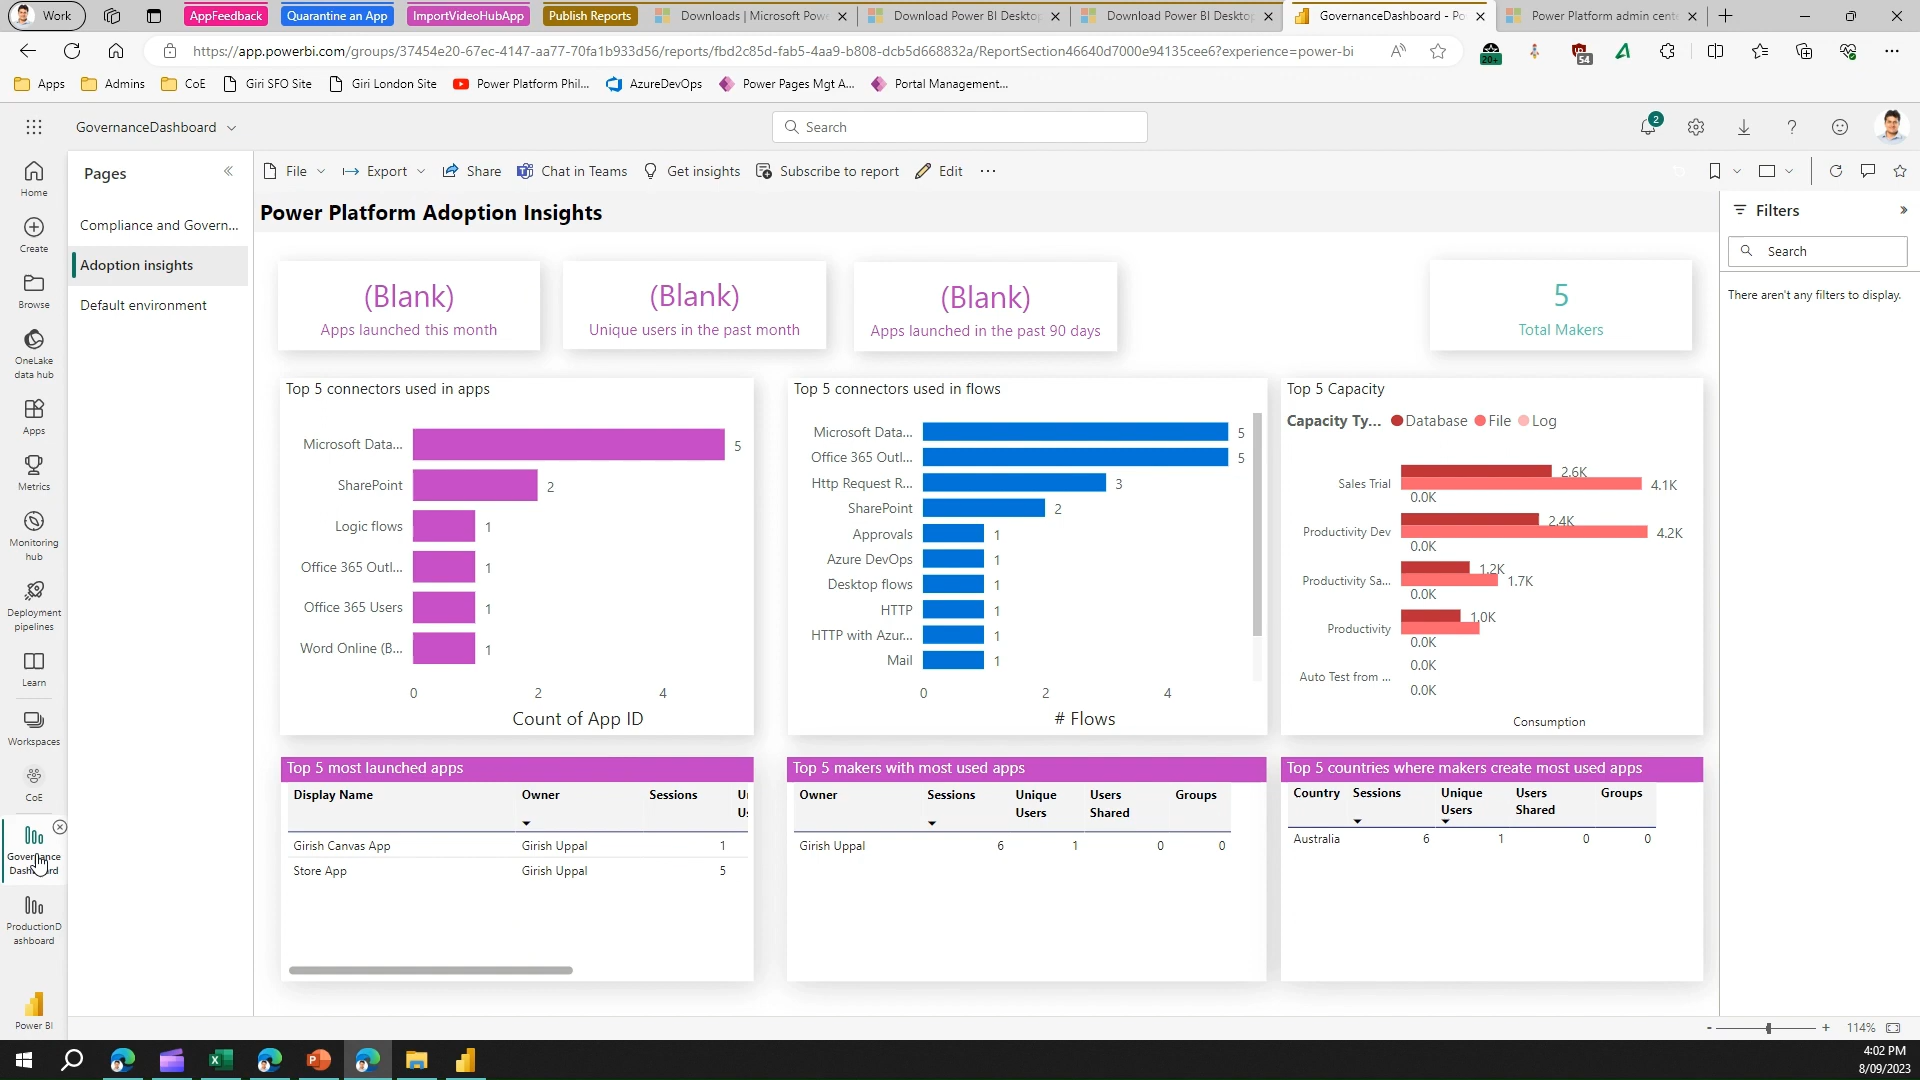 Work
AppFeedback
Quarantine an App
ImportVideoHubApp
Publish Reports
Downloads | Microsoft Powe
Download Power BI Desktop
Download Power BI Desktop
GovernanceDashboard - Po
Power Platform admin cente
https://app.powerbi.com/groups/37454e20-67ec-4147-aa77-70fa1b933d56/reports/fbd2c85d-fab5-4aa9-b808-dcb5d668832a/ReportSection46640d7000e94135cee6?experience=power-bi
20+
54
Apps
Admins
CoE
Giri SFO Site
Giri London Site
Power Platform Phil...
AzureDevOps
Power Pages Mgt A...
Portal Management...
GovernanceDashboard
Search
2
Home
Create
Browse
OneLake
data hub
Apps
Metrics
Monitoring
hub
Deployment
pipelines
Learn
Workspaces
CoE
Governance
Dashboard
ProductionD
ashboard
Power BI
Pages
Compliance and Govern...
Adoption insights
Default environment
File
Export
Share
Chat in Teams
Get insights
Subscribe to report
Edit
Power Platform Adoption Insights
(Blank)
Apps launched this month
(Blank)
Unique users in the past month
(Blank)
Apps launched in the past 90 days
5
Total Makers
Top 5 connectors used in apps
Microsoft Data... 5
SharePoint 2
Logic flows 1
Office 365 Outl... 1
Office 365 Users 1
Word Online (B... 1
0 2 4
Count of App ID
Top 5 connectors used in flows
Microsoft Data... 5
Office 365 Outl... 5
Http Request R... 3
SharePoint 2
Approvals 1
Azure DevOps 1
Desktop flows 1
HTTP 1
HTTP with Azur... 1
Mail 1
0 2 4
# Flows
Top 5 Capacity
Capacity Ty... Database File Log
2.6K
Sales Trial 4.1K
0.0K
2.4K
Productivity Dev 4.2K
0.0K
1.2K
Productivity Sa... 1.7K
0.0K
1.0K
Productivity
0.0K
0.0K
Auto Test from ...
0.0K
Consumption
Top 5 most launched apps
Display Name Owner Sessions
Girish Canvas App Girish Uppal 1
Store App Girish Uppal 5
Top 5 makers with most used apps
Owner Sessions Unique Users Groups
Users Shared
Girish Uppal 6 1 0 0
Top 5 countries where makers create most used apps
Country Sessions Unique Users Groups
Users Shared
Australia 6 1 0 0
Filters
Search
There aren't any filters to display.
- + 114%
4:02 PM
8/09/2023